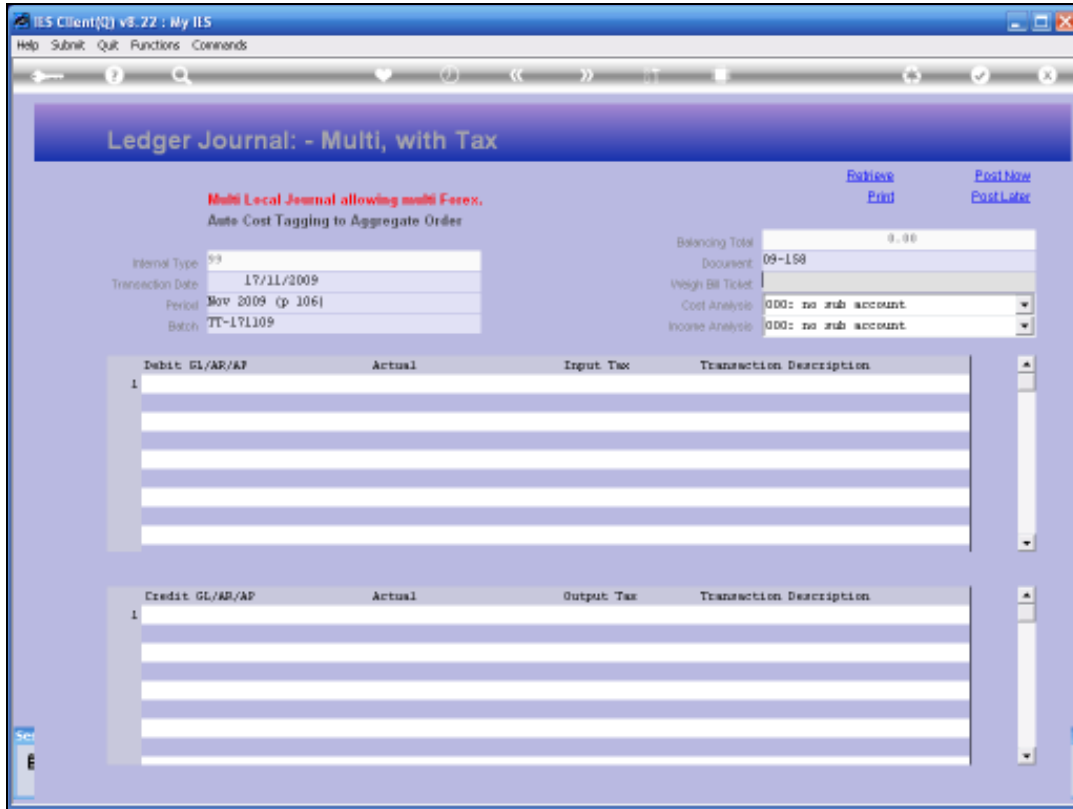 IES Client(Q) v8.22 : My IES
Help Submit Quit Functions Commands
Ledger Journal: - Multi, with Tax
Retrieve Post Now
Multi Local Journal allowing multi Forex.
Print Post Later
Auto Cost Tagging to Aggregate Order
Balancing Total 0.00
Internal Type 99
Document 09-158
Transaction Date 17/11/2009
Weigh Bill Ticket
Period Nov 2009 (p 106)
Cost Analysis 000: no sub account
Batch TT-171109
Income Analysis 000: no sub account
Debit GL/AR/AP Actual Input Tax Transaction Description
1
Credit GL/AR/AP Actual Output Tax Transaction Description
1